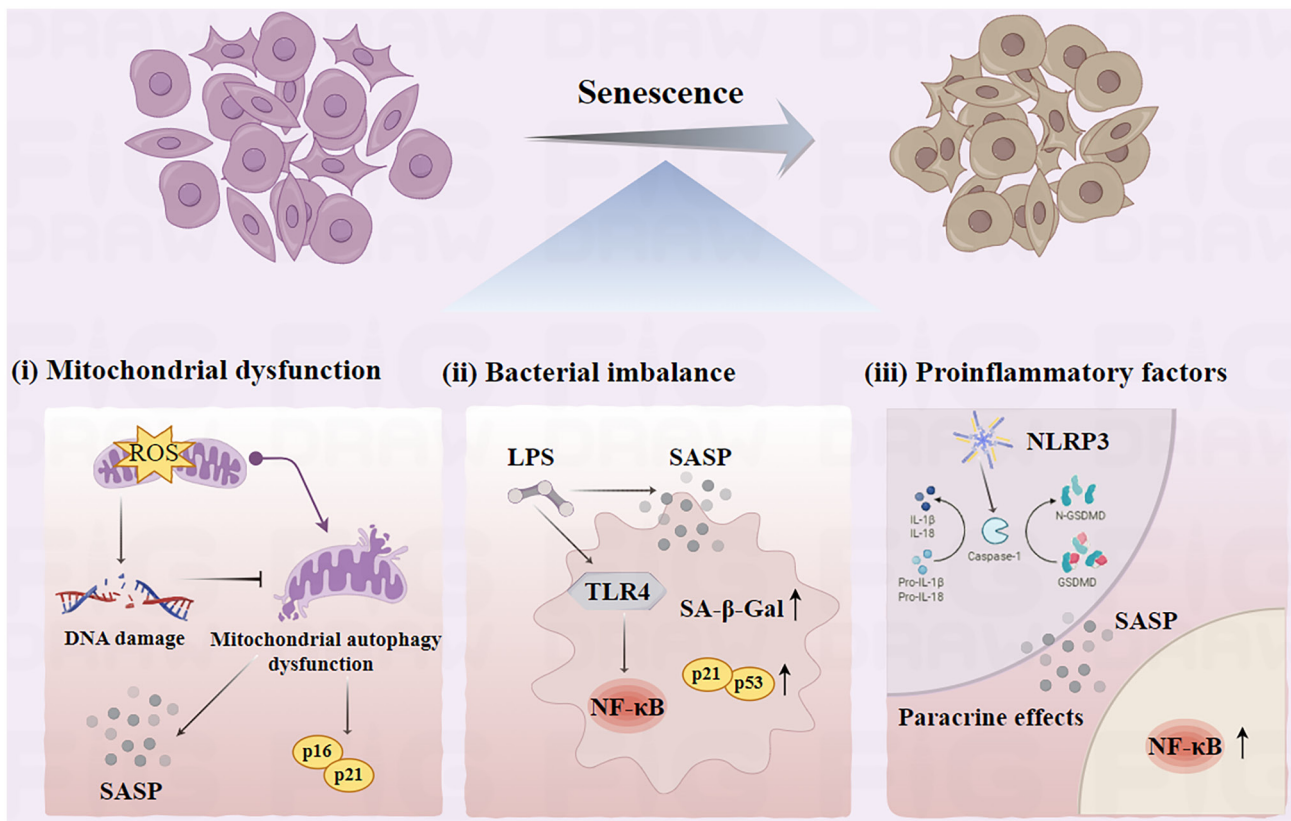 Senescence
(i) Mitochondrial dysfunction
(ii) Bacterial imbalance
(iii) Proinflammatory factors
ROS
DNA damage
Mitochondrial autophagy
dysfunction
SASP
p16
p21
LPS
SASP
TLR4
SA-β-Gal
p21
p53
NF-κB
NLRP3
IL-1β
IL-18
Pro-IL-1β
Pro-IL-18
Caspase-1
N-GSDMD
GSDMD
SASP
Paracrine effects
NF-κB
FIG
DRAW